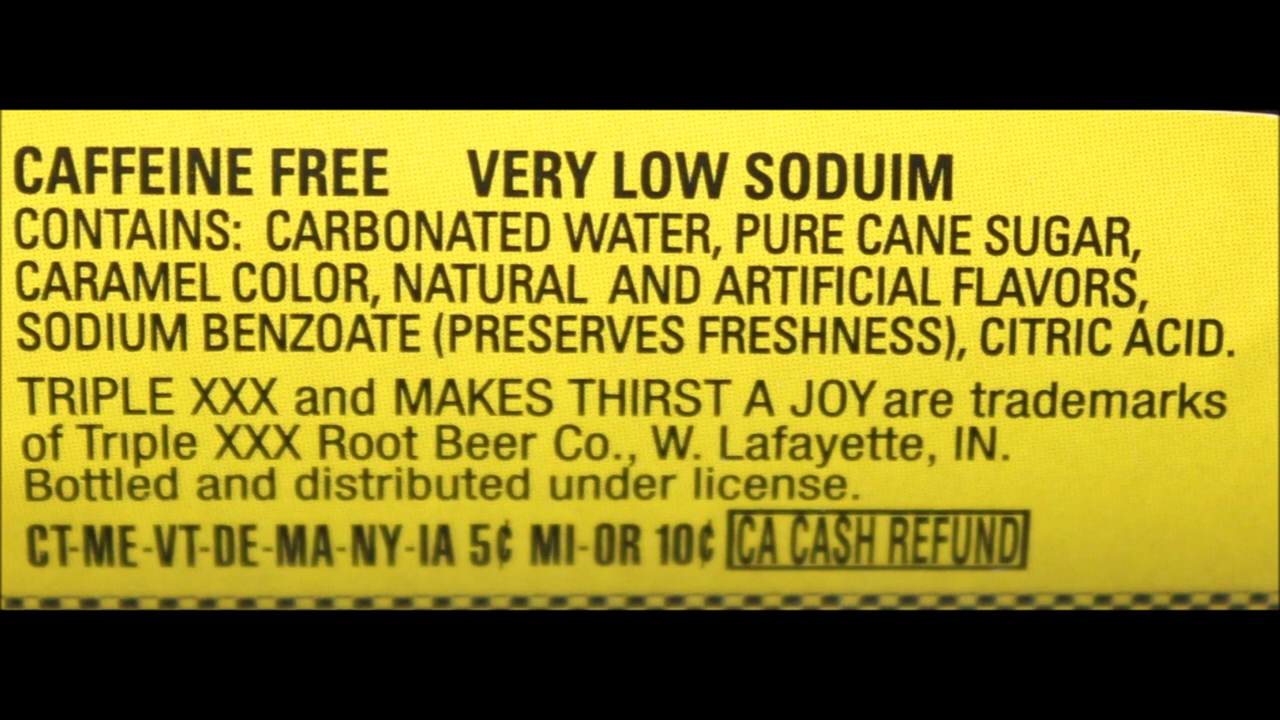 CAFFEINE FREE VERY LOW SODUIM
CONTAINS: CARBONATED WATER, PURE CANE SUGAR,
CARAMEL COLOR, NATURAL AND ARTIFICIAL FLAVORS,
SODIUM BENZOATE (PRESERVES FRESHNESS), CITRIC ACID.
TRIPLE XXX and MAKES THIRST A JOY are trademarks
of Triple XXX Root Beer Co., W. Lafayette, IN.
Bottled and distributed under license.
CT-ME-VT-DE-MA-NY-IA 5¢ MI-OR 10¢ CA CASH REFUND